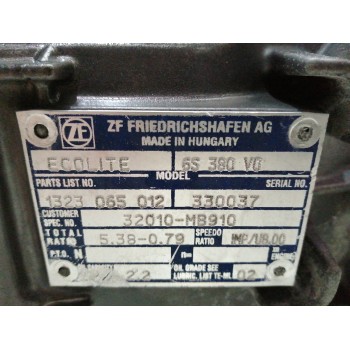 ZF
ZF FRIEDRICHSHAFEN AG
MADE IN HUNGARY
ECOLITE 6S 380 VO
MODEL
PARTS LIST NO. SERIAL NO.
1323 065 012 330037
CUSTOMER SPEC. NO. 32010-MB910
TOTAL RATIO 5.38-0.79 SPEEDO RATIO IMP/UB.00
P.T.O. N n=
22 OIL GRADE SEE LUBRIC. LIST TE-ML 02